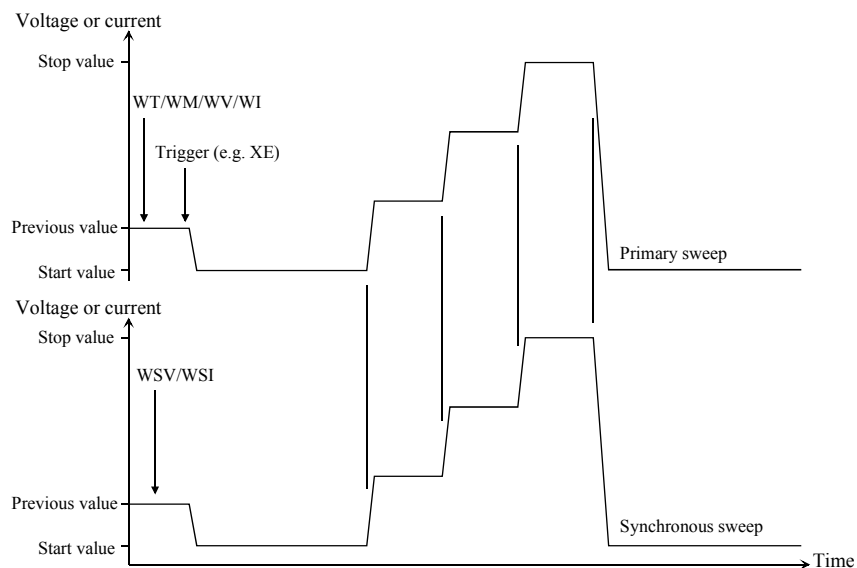 Voltage or current
Stop value
WT/WM/WV/WI
Trigger (e.g. XE)
Previous value
Primary sweep
Start value
Voltage or current
Stop value
WSV/WSI
Previous value
Synchronous sweep
Start value
Time